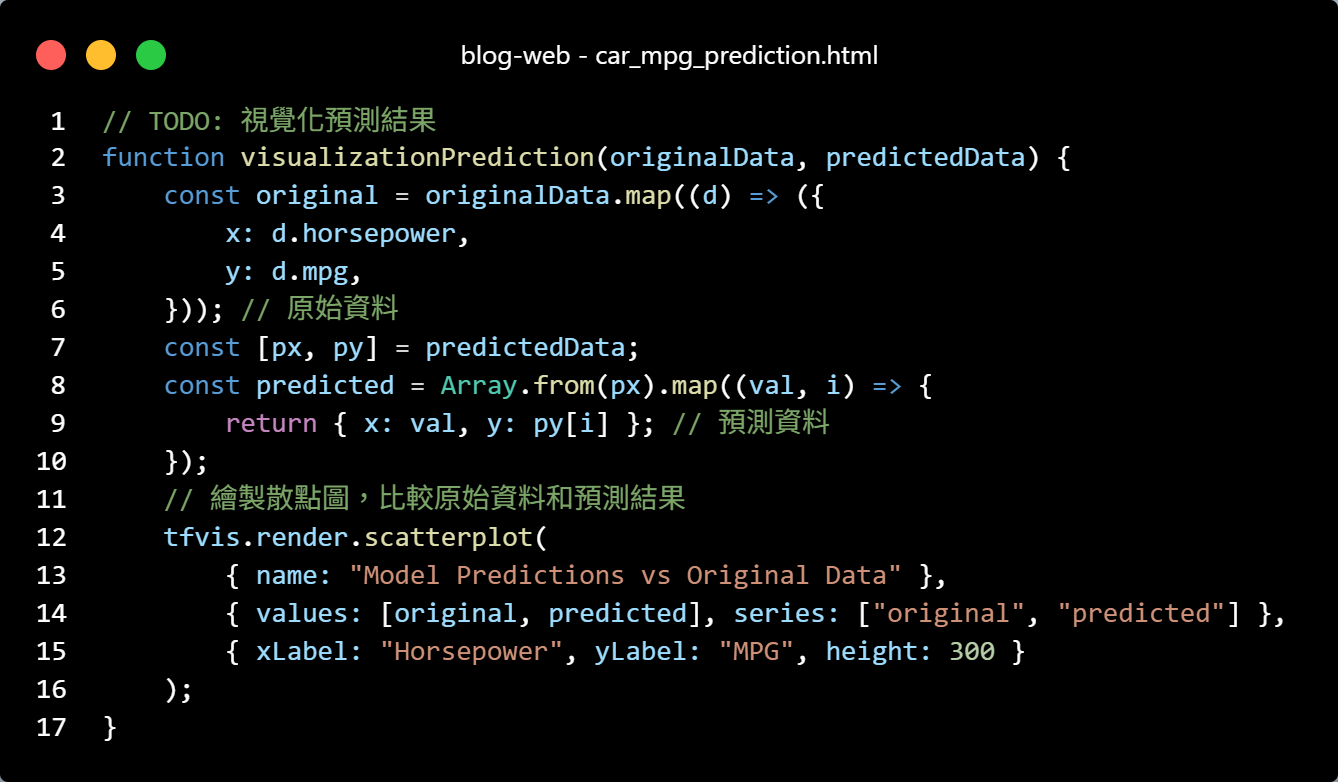 blog-web - car_mpg_prediction.html
1 // TODO: 視覺化預測結果
2 function visualizationPrediction(originalData, predictedData) {
3     const original = originalData.map((d) => ({
4         x: d.horsepower,
5         y: d.mpg,
6     })); // 原始資料
7     const [px, py] = predictedData;
8     const predicted = Array.from(px).map((val, i) => {
9         return { x: val, y: py[i] }; // 預測資料
10     });
11     // 繪製散點圖，比較原始資料和預測結果
12     tfvis.render.scatterplot(
13         { name: "Model Predictions vs Original Data" },
14         { values: [original, predicted], series: ["original", "predicted"] },
15         { xLabel: "Horsepower", yLabel: "MPG", height: 300 }
16     );
17 }